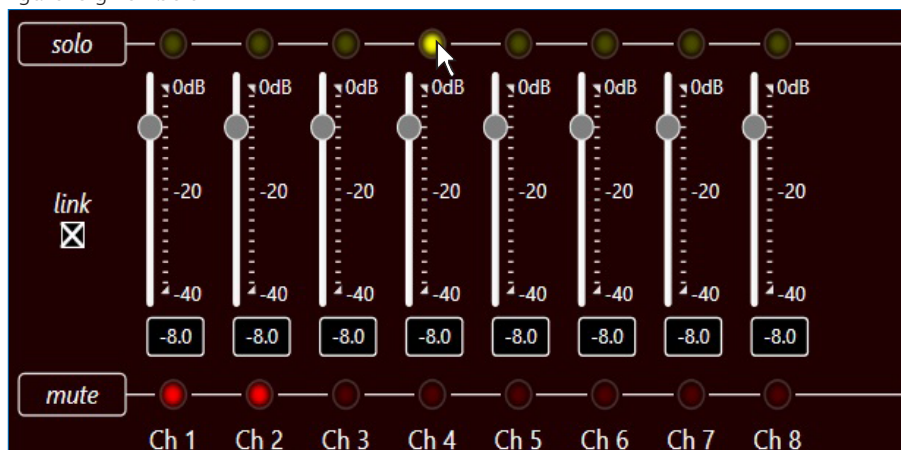 solo
0dB 0dB 0dB 0dB 0dB 0dB 0dB 0dB
-20 -20 -20 -20 -20 -20 -20 -20
link
-40 -40 -40 -40 -40 -40 -40 -40
-8.0 -8.0 -8.0 -8.0 -8.0 -8.0 -8.0 -8.0
mute
Ch 1 Ch 2 Ch 3 Ch 4 Ch 5 Ch 6 Ch 7 Ch 8